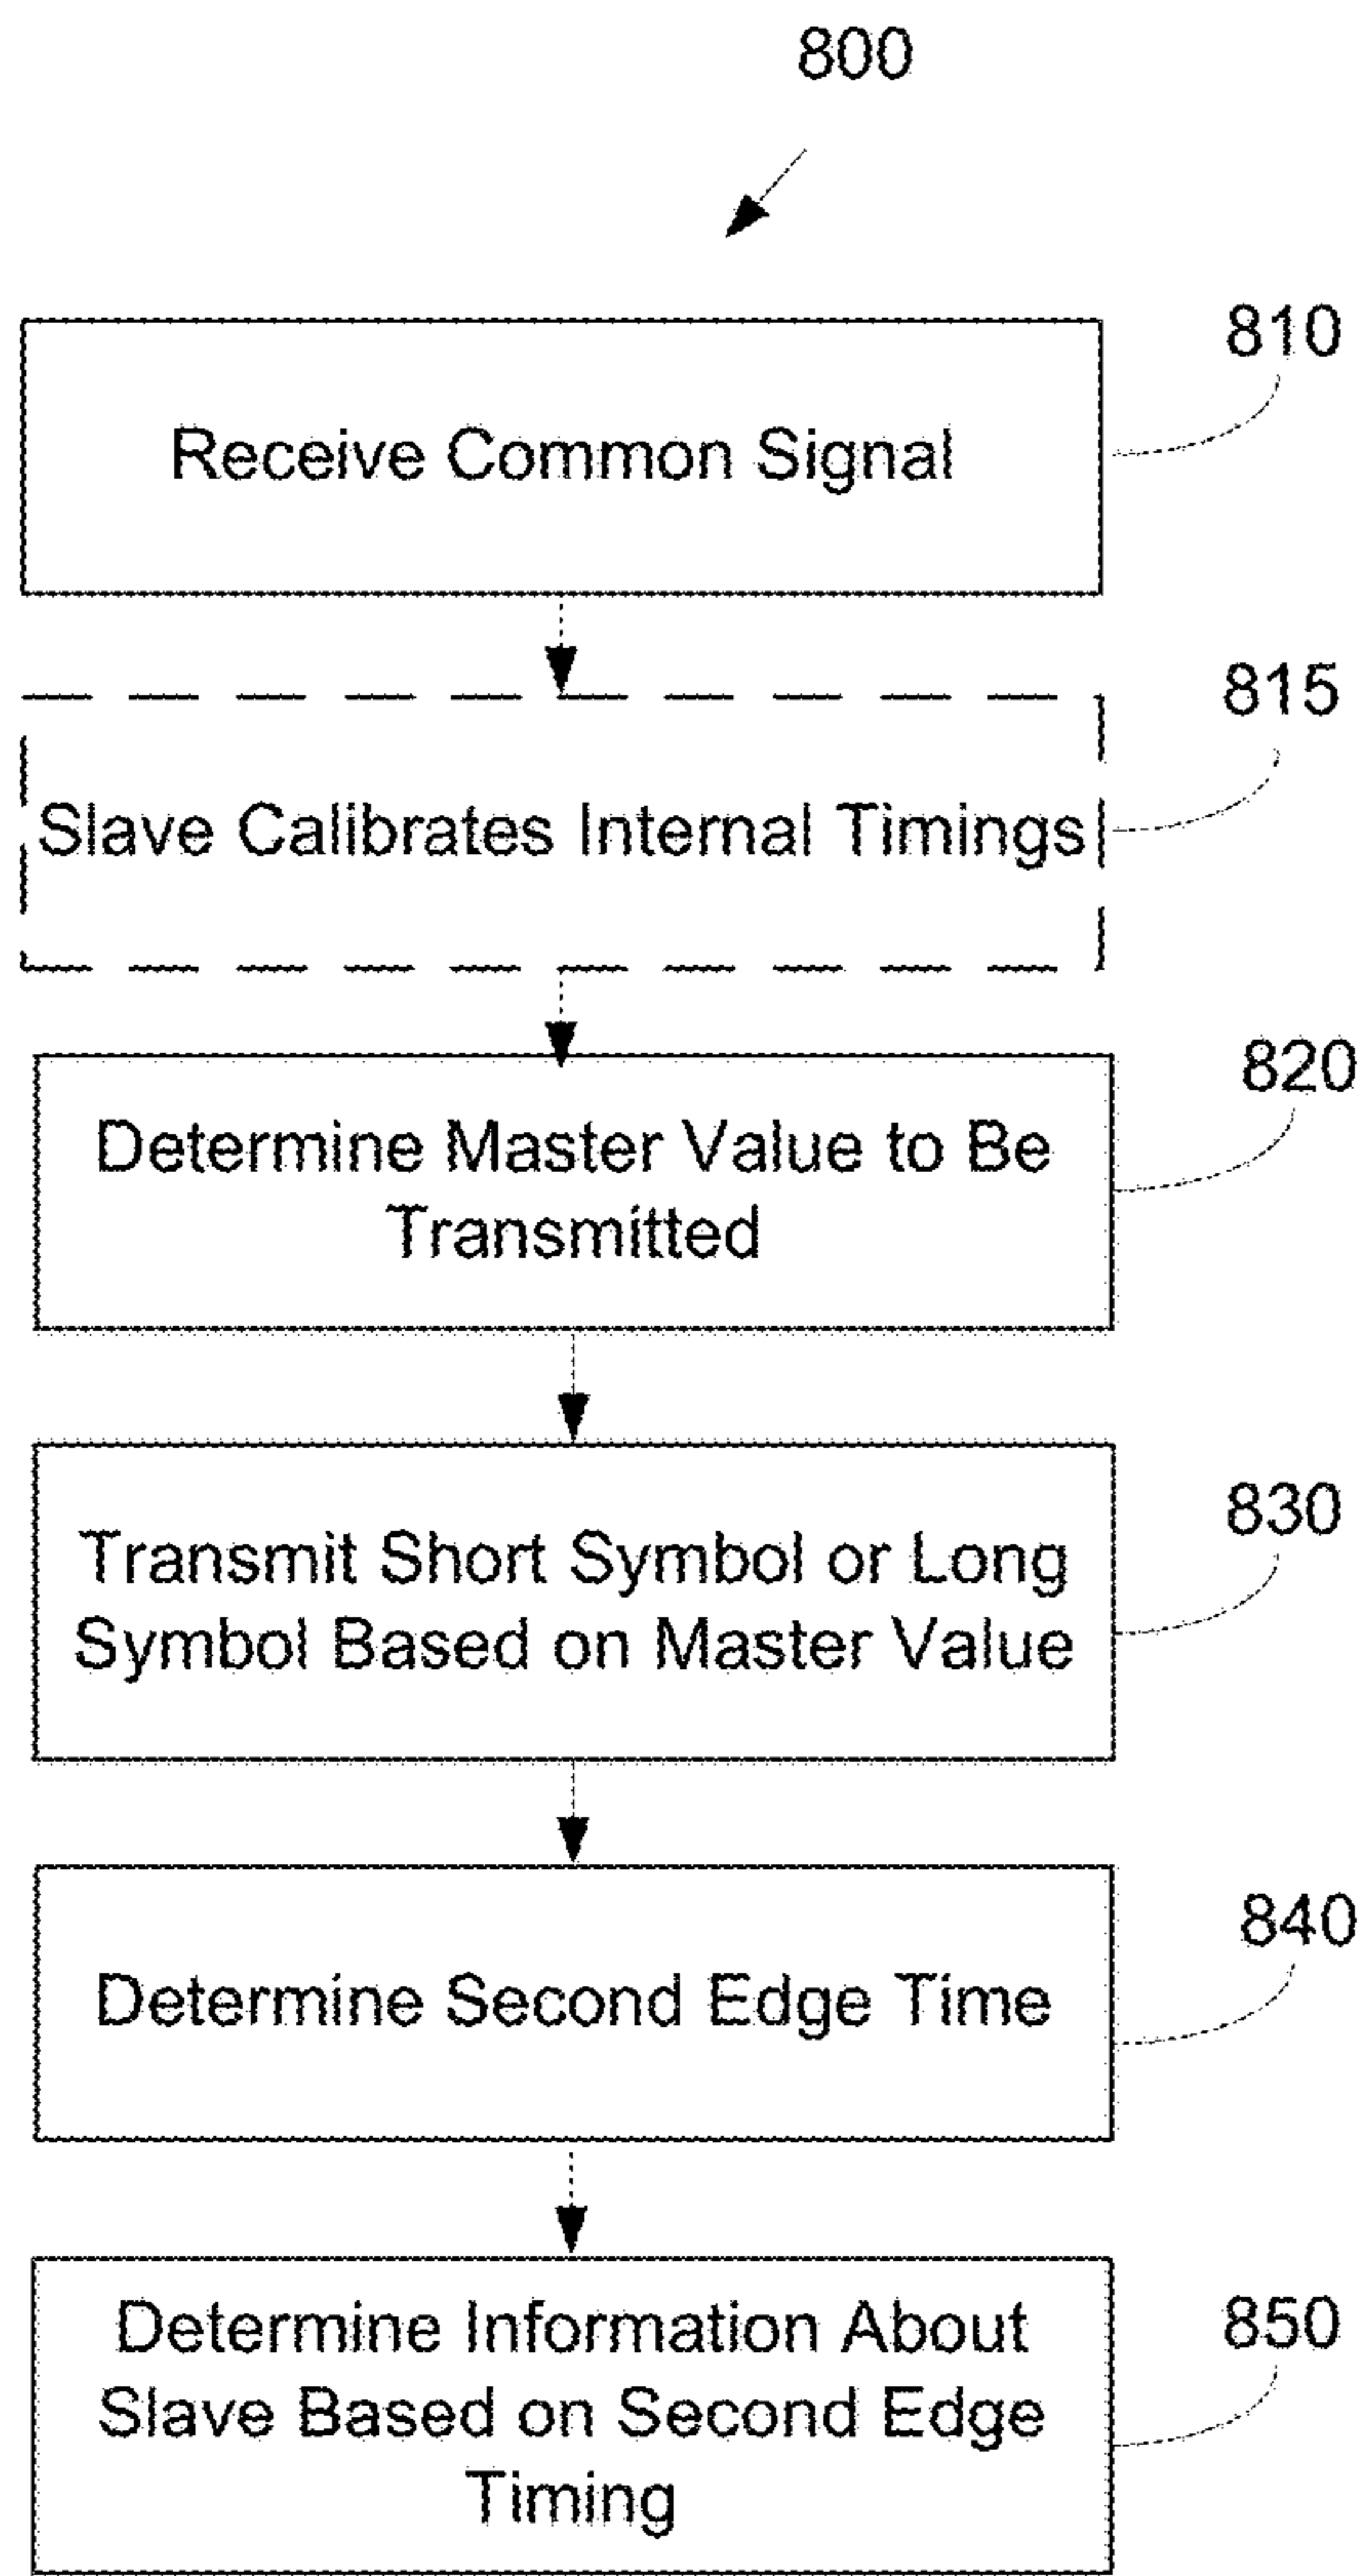 800
810
Receive Common Signal
815
Slave Calibrates Internal Timings
820
Determine Master Value to Be
Transmitted
830
Transmit Short Symbol or Long
Symbol Based on Master Value
840
Determine Second Edge Time
850
Determine Information About
Slave Based on Second Edge
Timing